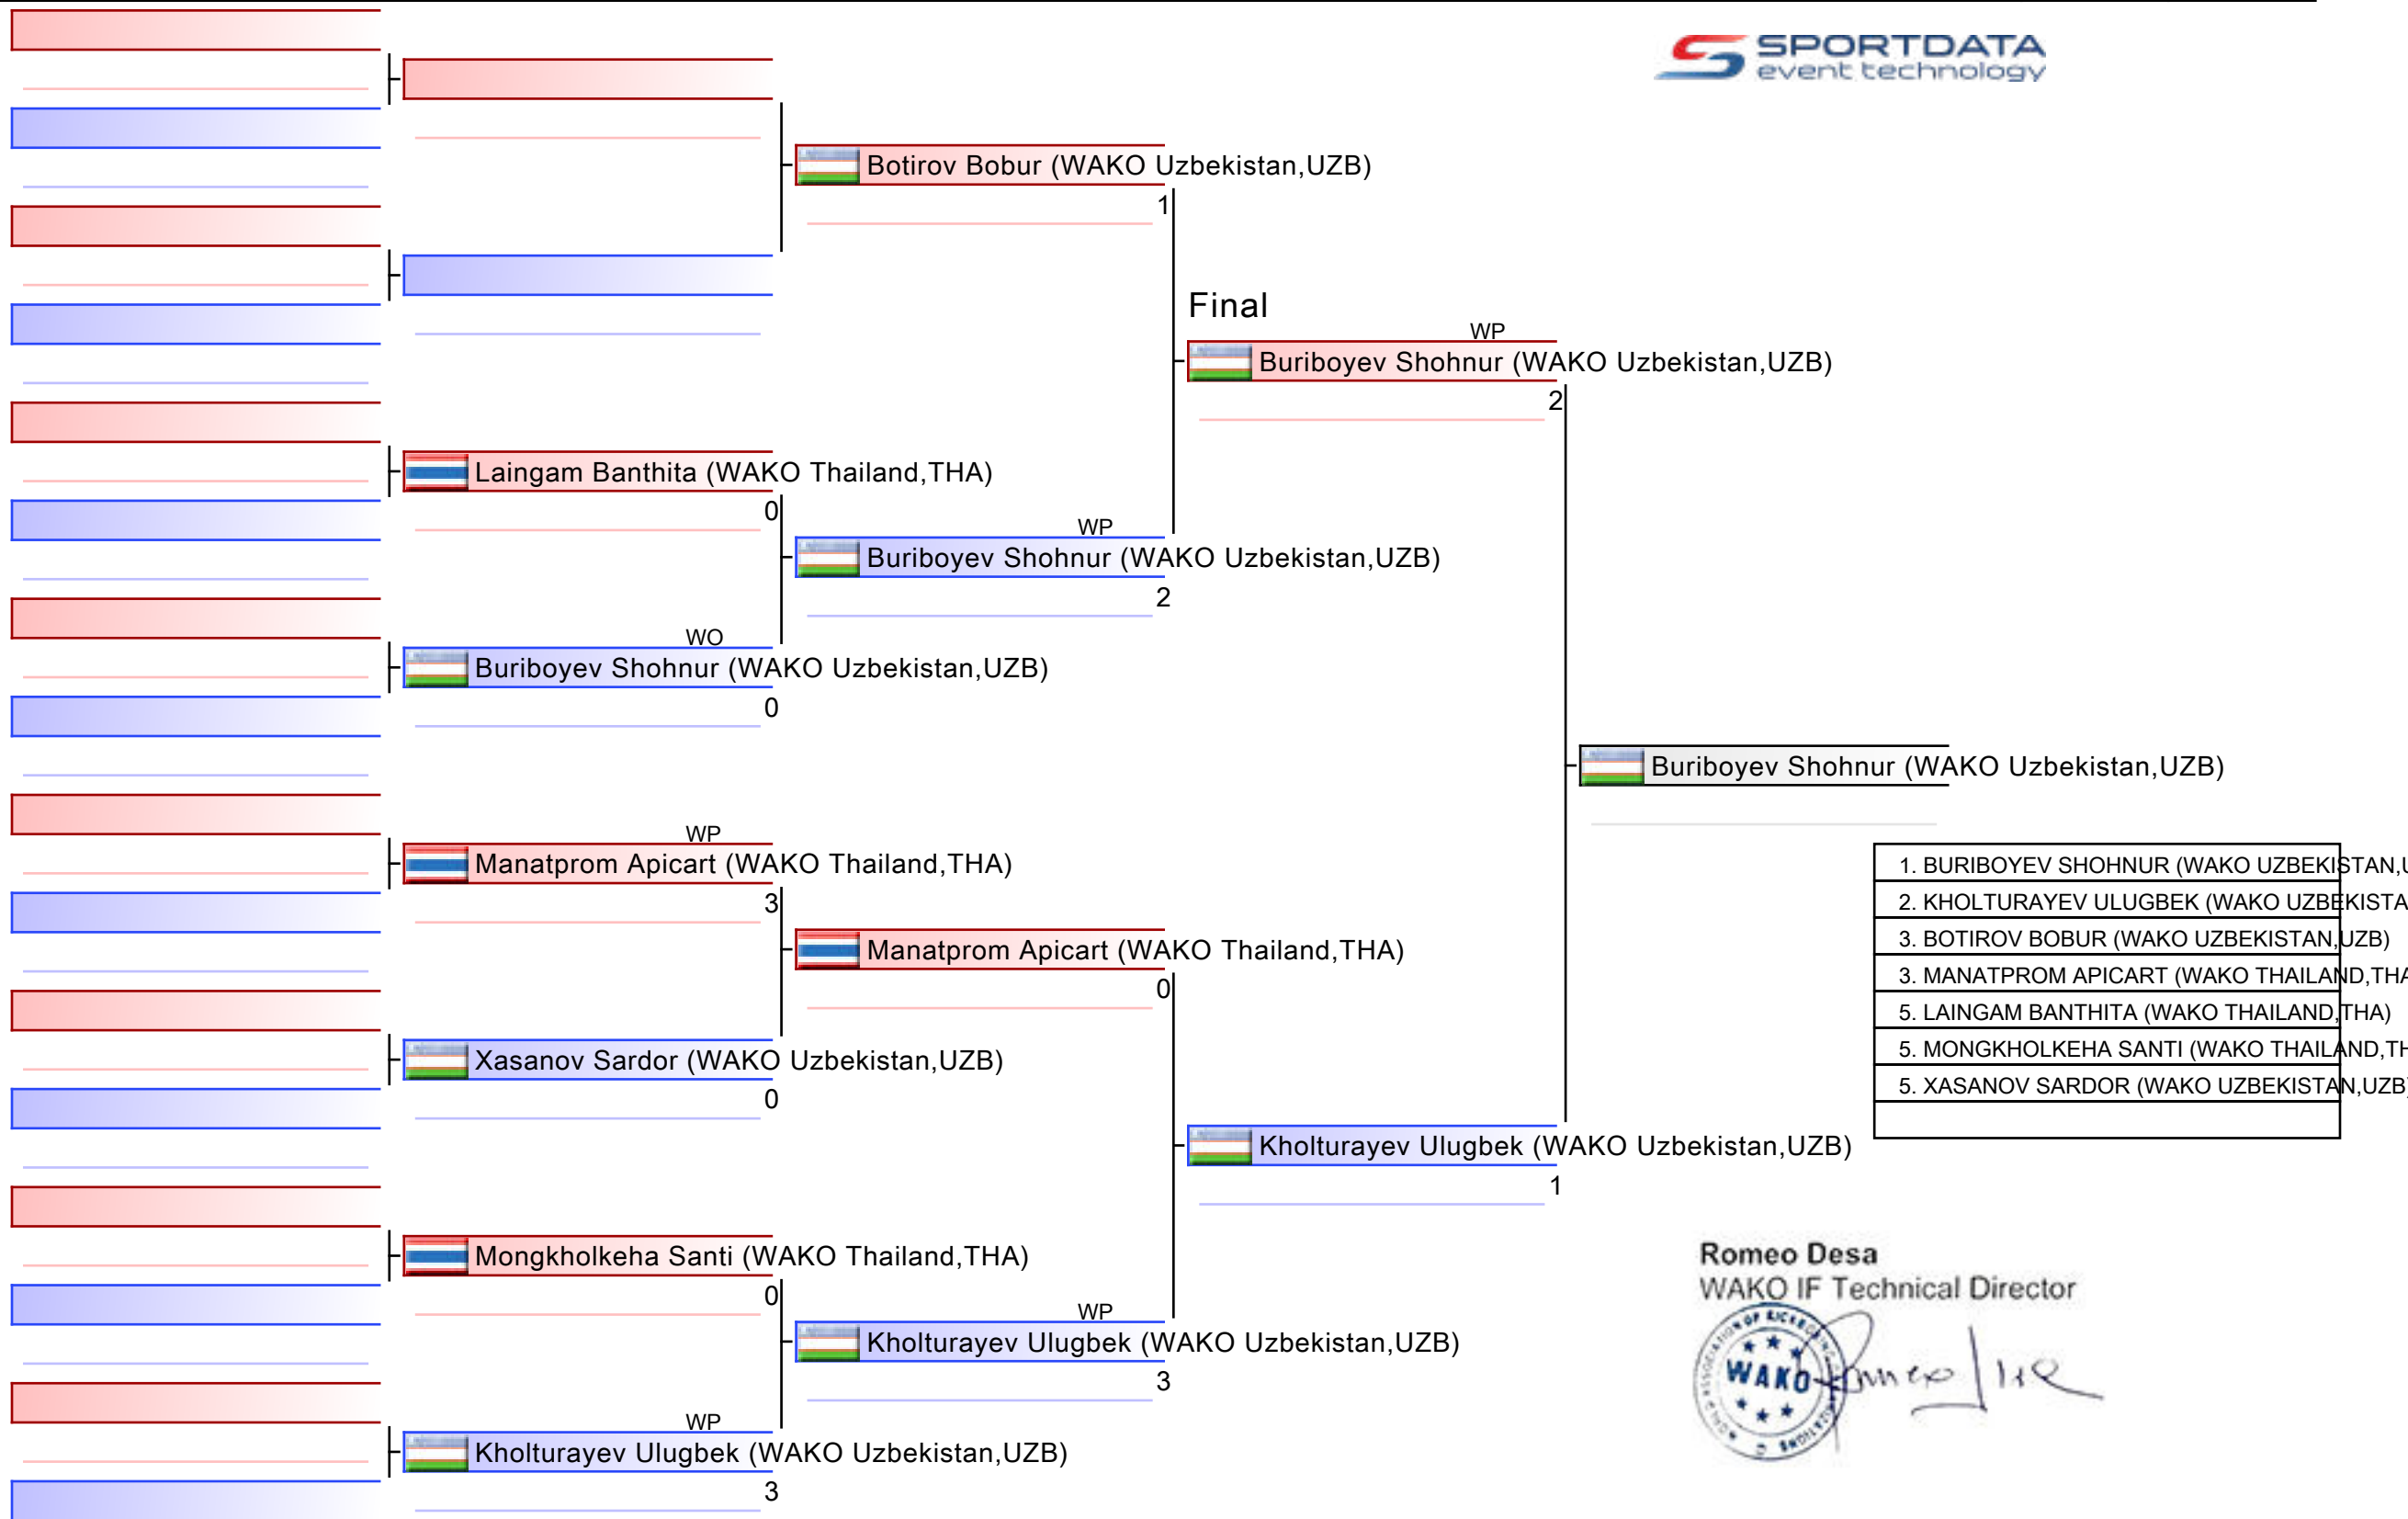 SPORTDATA
event technology
Botirov Bobur (WAKO Uzbekistan,UZB)
1
Final
WP
Buriboyev Shohnur (WAKO Uzbekistan,UZB)
2
Laingam Banthita (WAKO Thailand,THA)
0
WP
Buriboyev Shohnur (WAKO Uzbekistan,UZB)
2
WO
Buriboyev Shohnur (WAKO Uzbekistan,UZB)
0
Buriboyev Shohnur (WAKO Uzbekistan,UZB)
WP
Manatprom Apicart (WAKO Thailand,THA)
3
Manatprom Apicart (WAKO Thailand,THA)
0
Xasanov Sardor (WAKO Uzbekistan,UZB)
0
Kholturayev Ulugbek (WAKO Uzbekistan,UZB)
1
Mongkholkeha Santi (WAKO Thailand,THA)
0
WP
Kholturayev Ulugbek (WAKO Uzbekistan,UZB)
3
WP
Kholturayev Ulugbek (WAKO Uzbekistan,UZB)
3
1. BURIBOYEV SHOHNUR (WAKO UZBEKISTAN,U
2. KHOLTURAYEV ULUGBEK (WAKO UZBEKISTA
3. BOTIROV BOBUR (WAKO UZBEKISTAN,UZB)
3. MANATPROM APICART (WAKO THAILAND,THA
5. LAINGAM BANTHITA (WAKO THAILAND,THA)
5. MONGKHOLKEHA SANTI (WAKO THAILAND,TH
5. XASANOV SARDOR (WAKO UZBEKISTAN,UZB)
Romeo Desa
WAKO IF Technical Director
WAKO